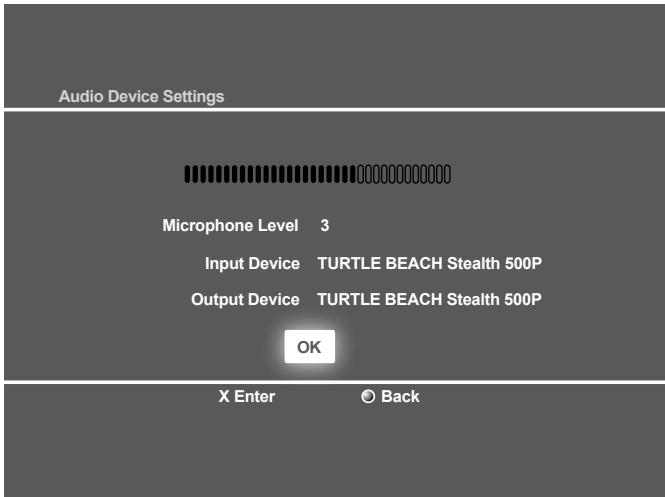 Audio Device Settings
Microphone Level 3
Input Device TURTLE BEACH Stealth 500P
Output Device TURTLE BEACH Stealth 500P
OK
X Enter Back